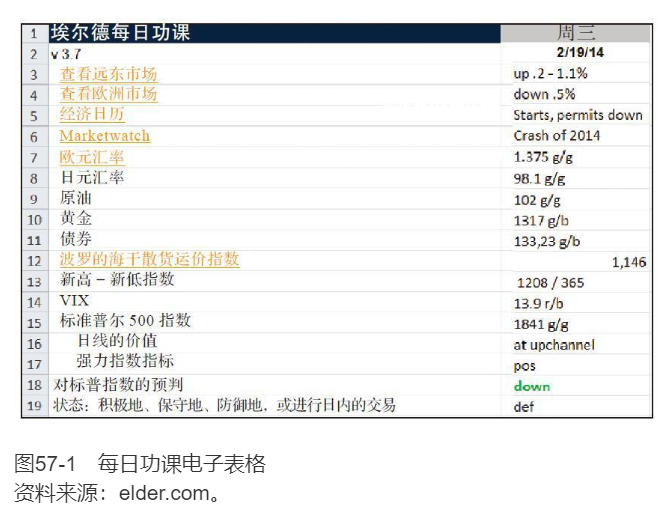 1 埃尔德每日功课 周三
2 v 3.7 2/19/14
3 查看远东市场 up .2 - 1.1%
4 查看欧洲市场 down .5%
5 经济日历 Starts, permits down
6 Marketwatch Crash of 2014
7 欧元汇率 1.375 g/g
8 日元汇率 98.1 g/g
9 原油 102 g/g
10 黄金 1317 g/b
11 债券 133,23 g/b
12 波罗的海干散货运价指数 1,146
13 新高 – 新低指数 1208 / 365
14 VIX 13.9 r/b
15 标准普尔 500 指数 1841 g/g
16 日线的价值 at upchannel
17 强力指数指标 pos
18 对标普指数的预判 down
19 状态：积极地、保守地、防御地，或进行日内的交易 def
图57-1 每日功课电子表格
资料来源：elder.com。